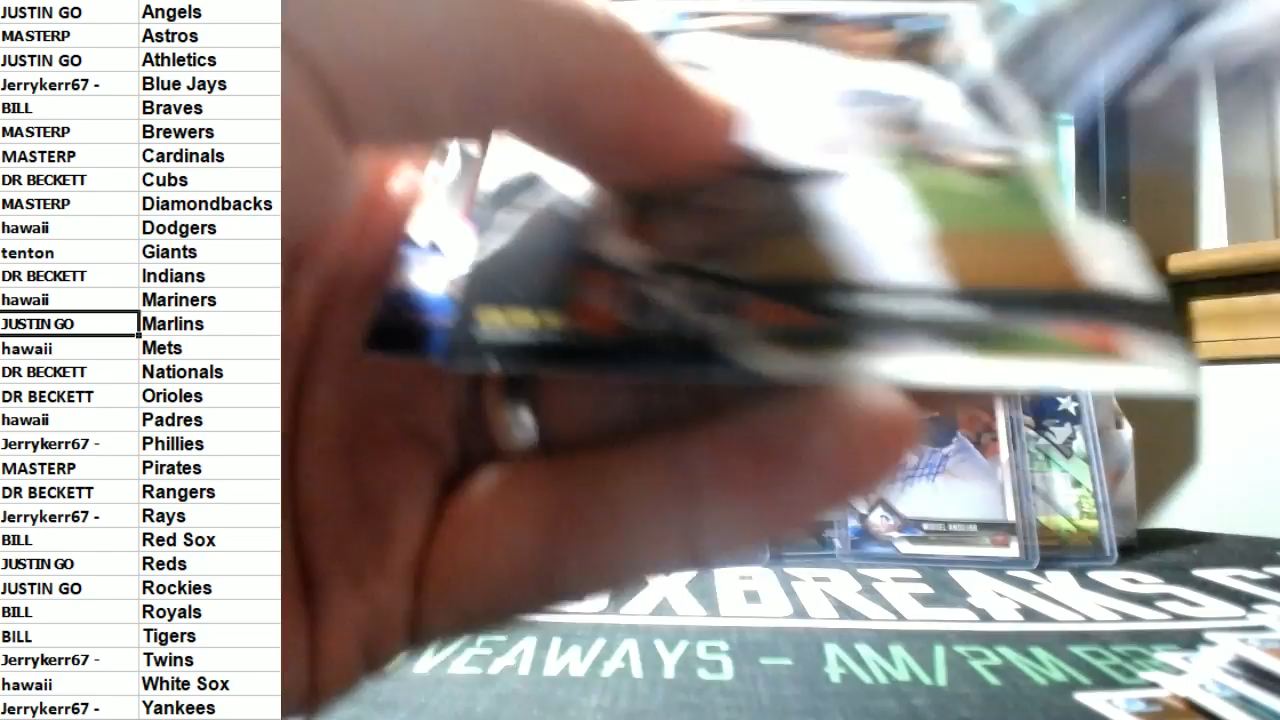 JUSTIN GO Angels
MASTERP Astros
JUSTIN GO Athletics
Jerrykerr67 - Blue Jays
BILL Braves
MASTERP Brewers
MASTERP Cardinals
DR BECKETT Cubs
MASTERP Diamondbacks
hawaii Dodgers
tenton Giants
DR BECKETT Indians
hawaii Mariners
JUSTIN GO Marlins
hawaii Mets
DR BECKETT Nationals
DR BECKETT Orioles
hawaii Padres
Jerrykerr67 - Phillies
MASTERP Pirates
DR BECKETT Rangers
Jerrykerr67 - Rays
BILL Red Sox
JUSTIN GO Reds
JUSTIN GO Rockies
BILL Royals
BILL Tigers
Jerrykerr67 - Twins
hawaii White Sox
Jerrykerr67 - Yankees
MIGUEL ANDUJAR
OXBREAKS.C
VEAWAYS - AM/PM B